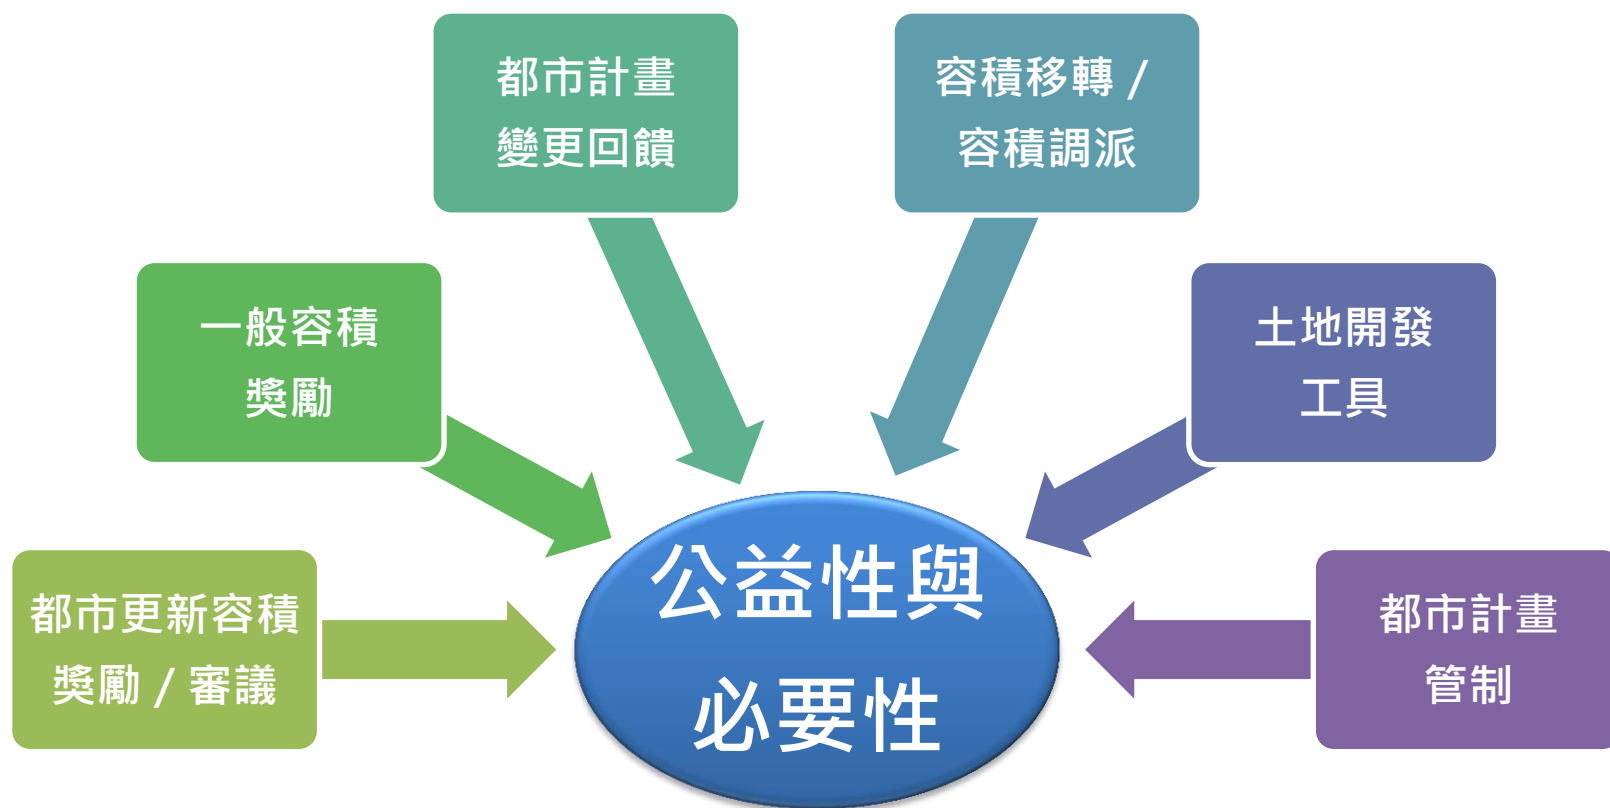 都市計畫
變更回饋
容積移轉 /
容積調派
一般容積
獎勵
土地開發
工具
都市更新容積
獎勵 / 審議
都市計畫
管制
公益性與
必要性